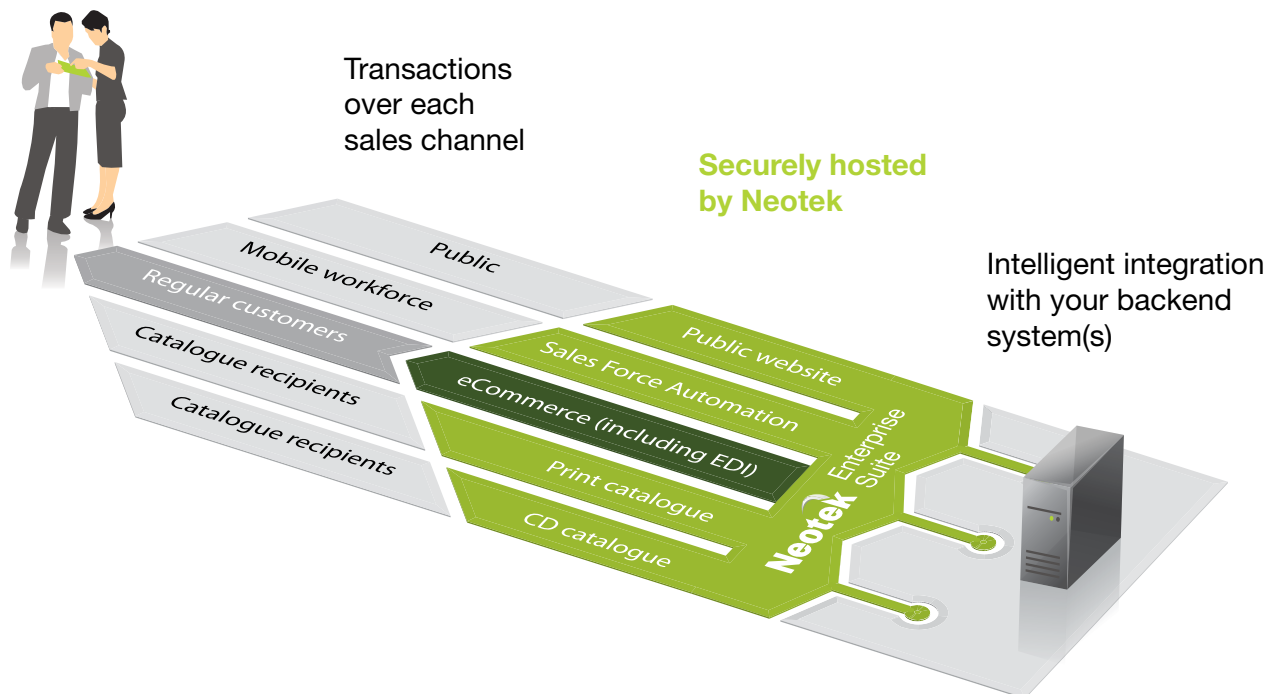 Transactions
over each
sales channel
Securely hosted
by Neotek
Intelligent integration
with your backend
system(s)
Public
Mobile workforce
Regular customers
Catalogue recipients
Catalogue recipients
Public website
Sales Force Automation
eCommerce (including EDI)
Print catalogue
CD catalogue
Neotek
Enterprise
Suite